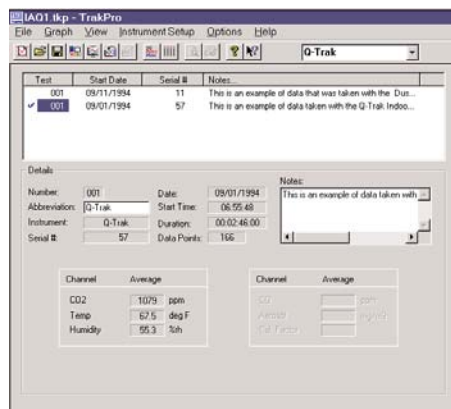 IAQ1.tkp - TrakPro
File Graph View Instrument Setup Options Help
Q-Trak
Test Start Date Serial # Notes...
001 09/11/1994 11 This is an example of data that was taken with the Dus...
001 09/01/1994 57 This is an example of data taken with the Q-Trak Indoo...
Details
Number: 001 Date: 09/01/1994 Notes:
Abbreviation: Q-Trak Start Time: 06:55:48 This is an example of data taken with
Instrument: Q-Trak Duration: 00:02:46:00
Serial #: 57 Data Points: 166
Channel Average Channel Average
CO2 1079 ppm CO ppm
Temp 67.5 deg F Aerosol
Humidity 55.3 %rh Cal. Factor